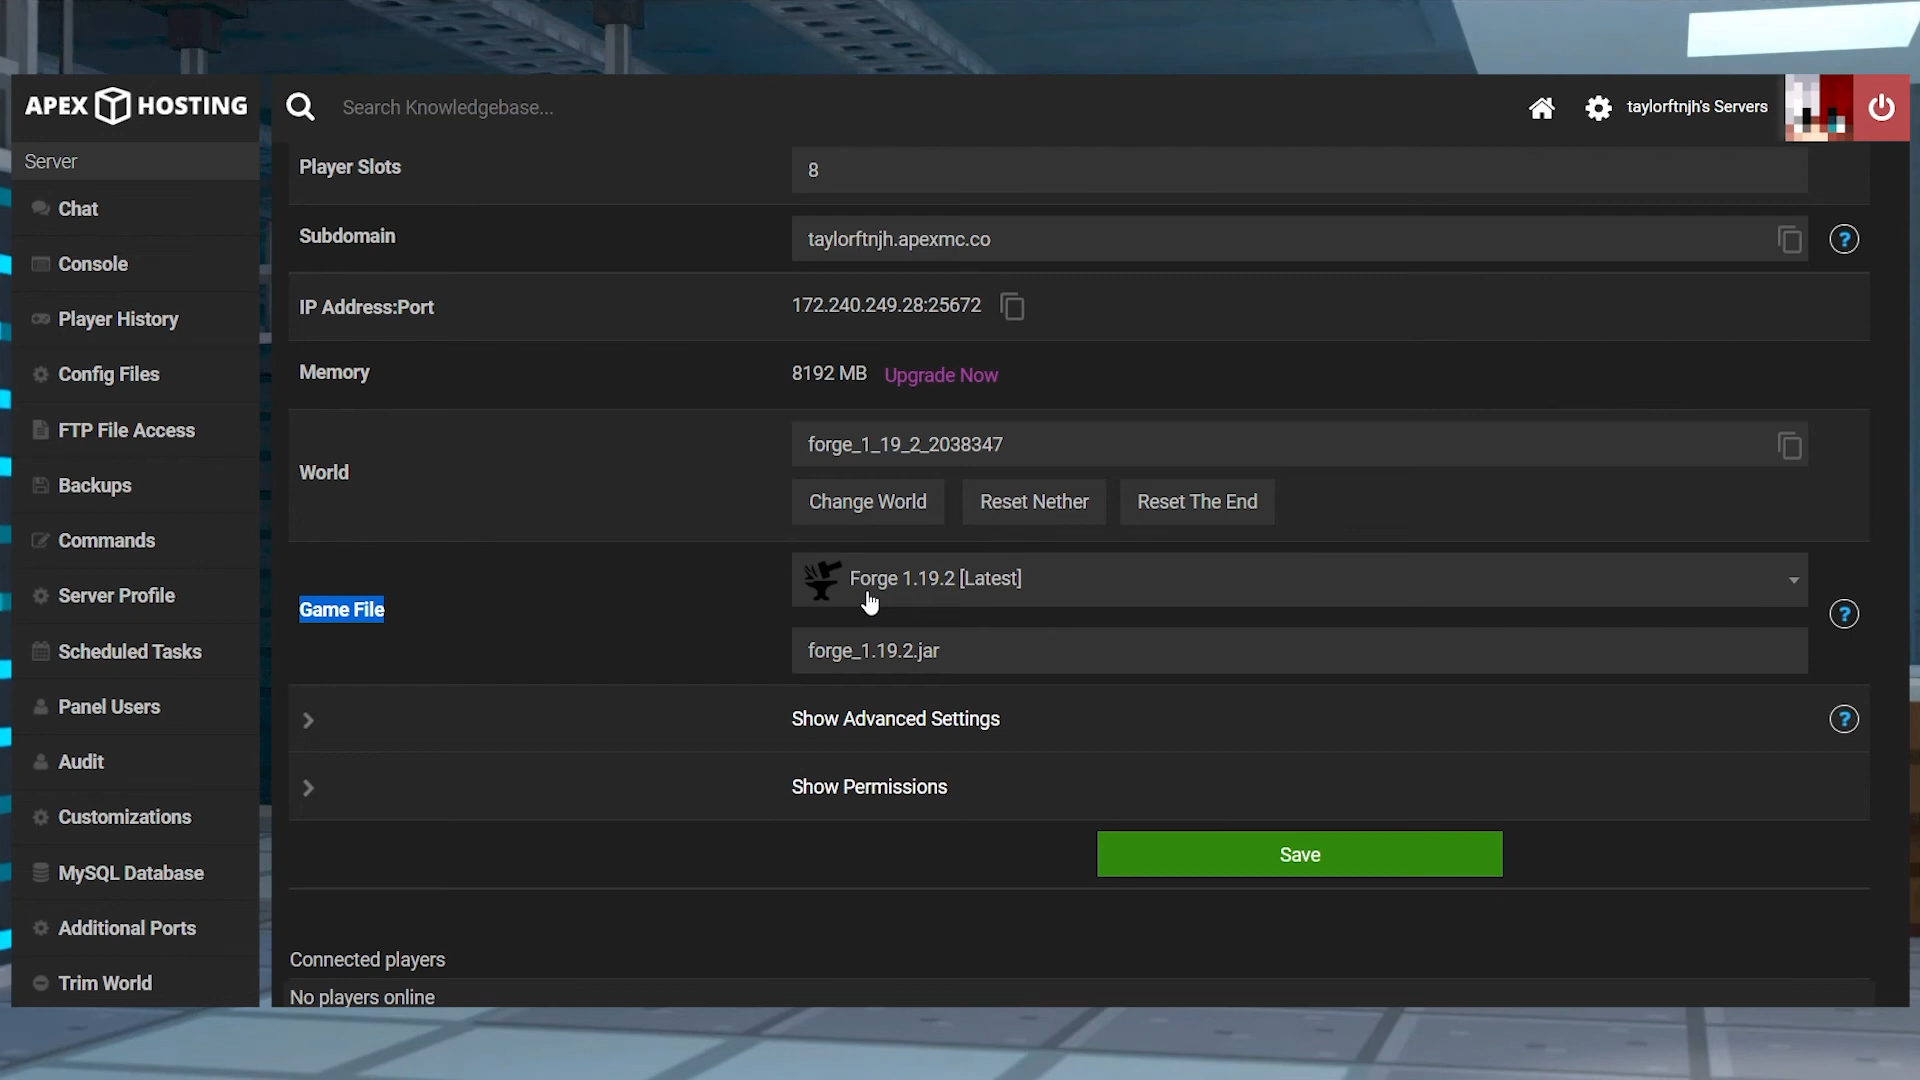 APEX HOSTING
Search Knowledgebase...
taylorftnjh's Servers
Server
Chat
Console
Player History
Config Files
FTP File Access
Backups
Commands
Server Profile
Scheduled Tasks
Panel Users
Audit
Customizations
MySQL Database
Additional Ports
Trim World
Player Slots
8
Subdomain
taylorftnjh.apexmc.co
?
IP Address:Port
172.240.249.28:25672
Memory
8192 MB Upgrade Now
World
forge_1_19_2_2038347
Change World
Reset Nether
Reset The End
Game File
Forge 1.19.2 [Latest]
?
forge_1.19.2.jar
Show Advanced Settings
?
Show Permissions
Save
Connected players
No players online